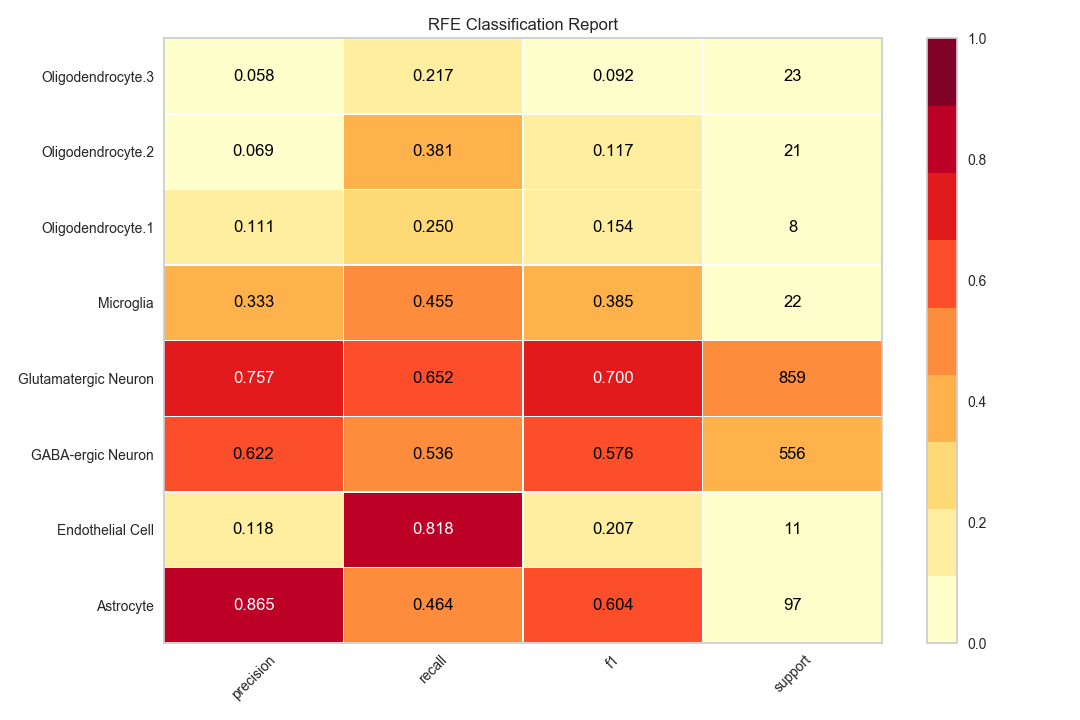 RFE Classification Report
Oligodendrocyte.3 0.058 0.217 0.092 23
Oligodendrocyte.2 0.069 0.381 0.117 21
Oligodendrocyte.1 0.111 0.250 0.154 8
Microglia 0.333 0.455 0.385 22
Glutamatergic Neuron 0.757 0.652 0.700 859
GABA-ergic Neuron 0.622 0.536 0.576 556
Endothelial Cell 0.118 0.818 0.207 11
Astrocyte 0.865 0.464 0.604 97
precision recall f1 support
1.0
0.8
0.6
0.4
0.2
0.0